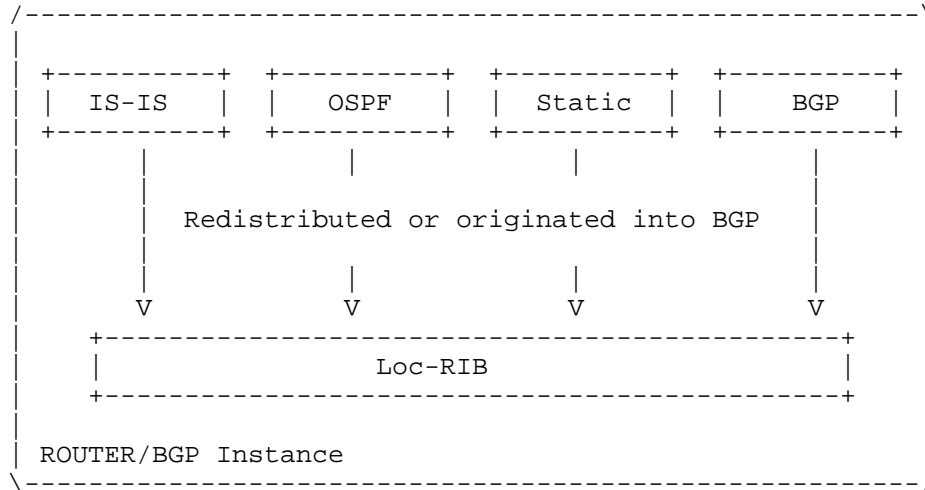 IS-IS OSPF Static BGP
Redistributed or originated into BGP
Loc-RIB
ROUTER/BGP Instance